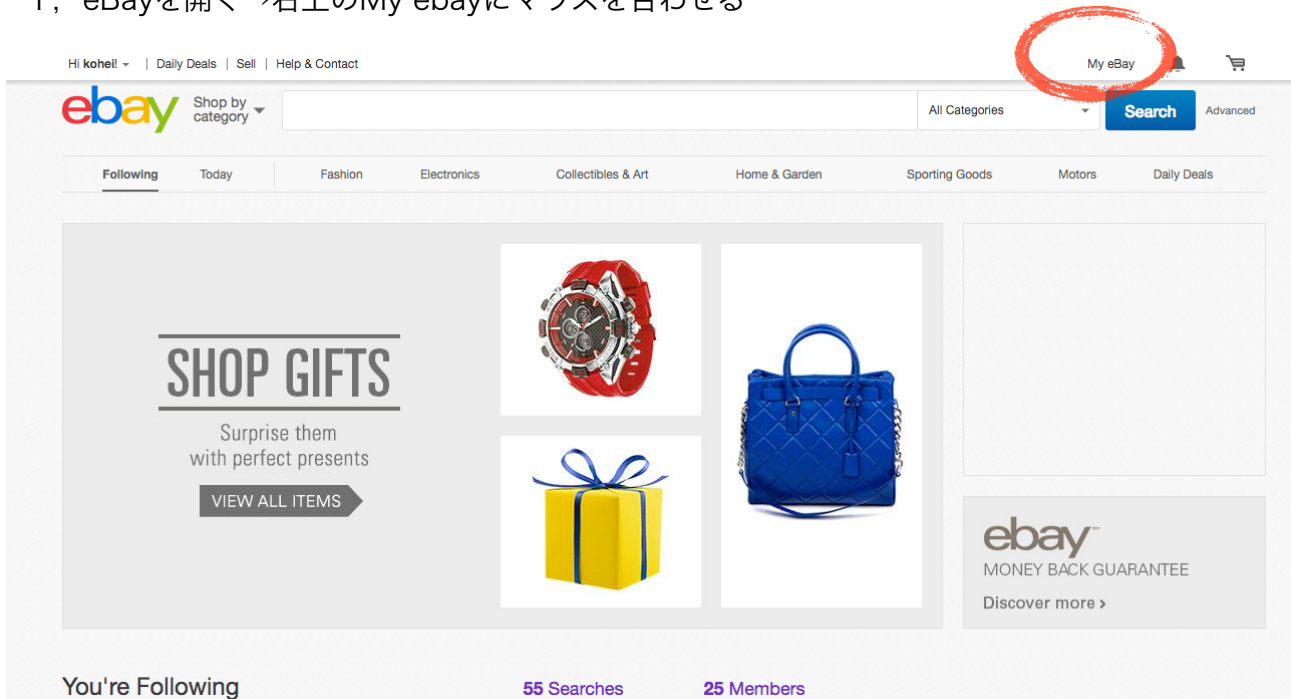 1，eBayを開く→右上のMy ebayにマウスを合わせる
Hi kohei! | Daily Deals | Sell | Help & Contact
My eBay
ebay
Shop by
category
All Categories
Search
Advanced
Following
Today
Fashion
Electronics
Collectibles & Art
Home & Garden
Sporting Goods
Motors
Daily Deals
SHOP GIFTS
Surprise them
with perfect presents
VIEW ALL ITEMS
ebay™
MONEY BACK GUARANTEE
Discover more ›
You're Following
55 Searches
25 Members